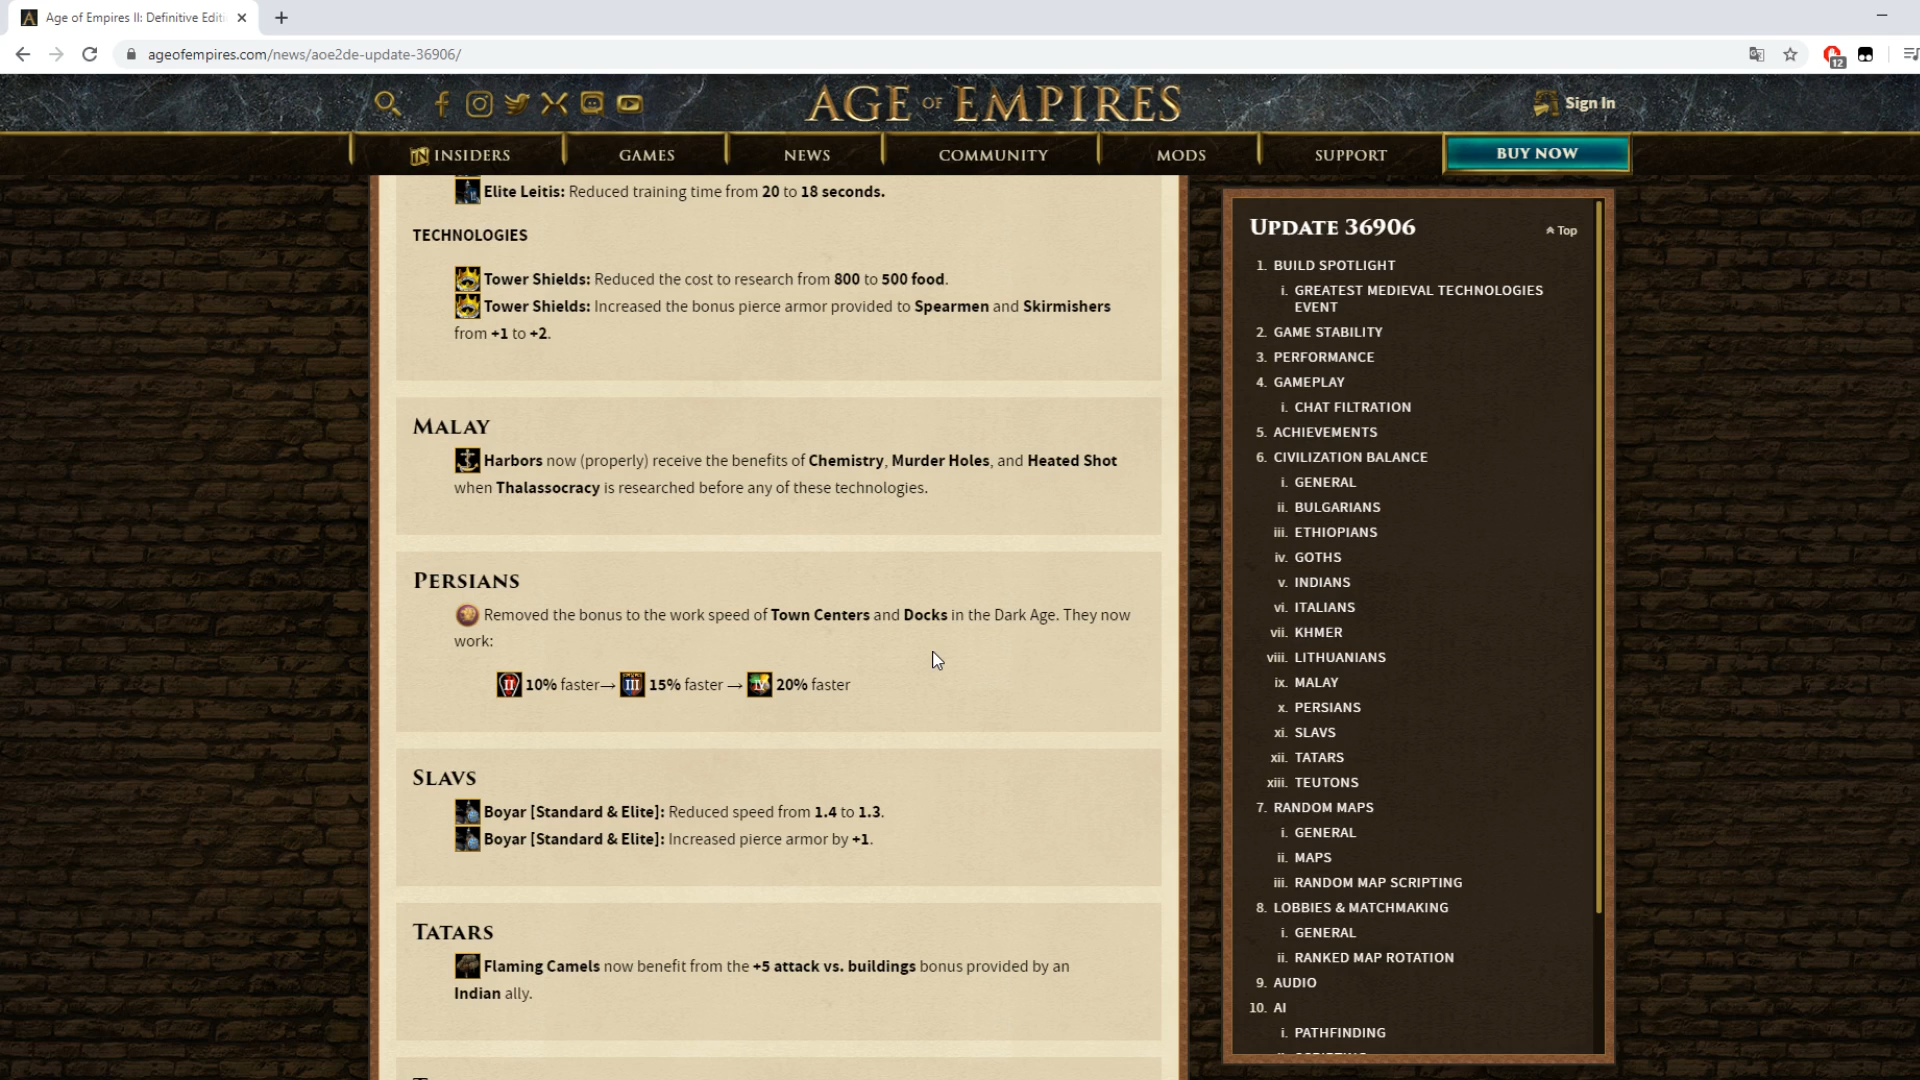 Age of Empires II: Definitive Editi
ageofempires.com/news/aoe2de-update-36906/
12
AGE OF EMPIRES
Sign In
INSIDERS
GAMES
NEWS
COMMUNITY
MODS
SUPPORT
BUY NOW
Elite Leitis: Reduced training time from 20 to 18 seconds.
TECHNOLOGIES
Tower Shields: Reduced the cost to research from 800 to 500 food.
Tower Shields: Increased the bonus pierce armor provided to Spearmen and Skirmishers
from +1 to +2.
MALAY
Harbors now (properly) receive the benefits of Chemistry, Murder Holes, and Heated Shot
when Thalassocracy is researched before any of these technologies.
PERSIANS
Removed the bonus to the work speed of Town Centers and Docks in the Dark Age. They now
work:
II 10% faster→ III 15% faster → IV 20% faster
SLAVS
Boyar [Standard & Elite]: Reduced speed from 1.4 to 1.3.
Boyar [Standard & Elite]: Increased pierce armor by +1.
TATARS
Flaming Camels now benefit from the +5 attack vs. buildings bonus provided by an
Indian ally.
UPDATE 36906
Top
1. BUILD SPOTLIGHT
i. GREATEST MEDIEVAL TECHNOLOGIES
EVENT
2. GAME STABILITY
3. PERFORMANCE
4. GAMEPLAY
i. CHAT FILTRATION
5. ACHIEVEMENTS
6. CIVILIZATION BALANCE
i. GENERAL
ii. BULGARIANS
iii. ETHIOPIANS
iv. GOTHS
v. INDIANS
vi. ITALIANS
vii. KHMER
viii. LITHUANIANS
ix. MALAY
x. PERSIANS
xi. SLAVS
xii. TATARS
xiii. TEUTONS
7. RANDOM MAPS
i. GENERAL
ii. MAPS
iii. RANDOM MAP SCRIPTING
8. LOBBIES & MATCHMAKING
i. GENERAL
ii. RANKED MAP ROTATION
9. AUDIO
10. AI
i. PATHFINDING